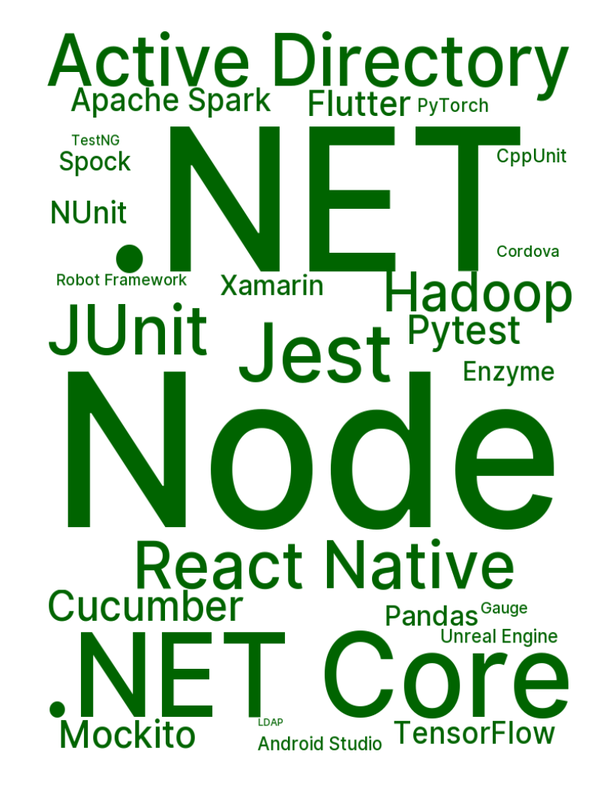 Active Directory
Apache Spark
Flutter
PyTorch
TestNG
Spock
CppUnit
.NET
NUnit
Cordova
Robot Framework
Xamarin
Hadoop
JUnit
Jest
Pytest
Enzyme
Node
React Native
Cucumber
Pandas
Gauge
Unreal Engine
.NET Core
Mockito
LDAP
Android Studio
TensorFlow